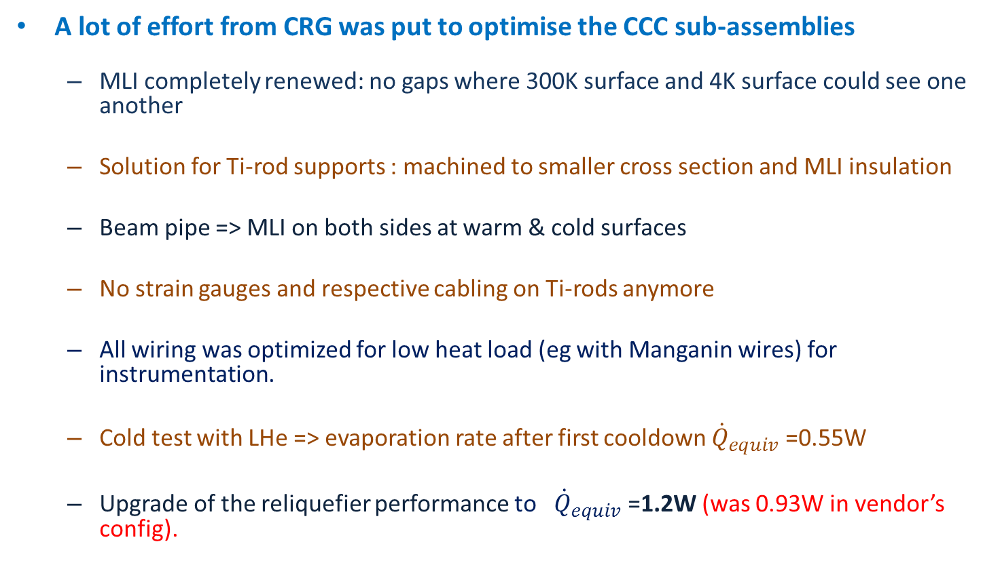 • A lot of effort from CRG was put to optimise the CCC sub-assemblies
– MLI completely renewed: no gaps where 300K surface and 4K surface could see one
another
– Solution for Ti-rod supports : machined to smaller cross section and MLI insulation
– Beam pipe => MLI on both sides at warm & cold surfaces
– No strain gauges and respective cabling on Ti-rods anymore
– All wiring was optimized for low heat load (eg with Manganin wires) for
instrumentation.
– Cold test with LHe => evaporation rate after first cooldown Q̇equiv =0.55W
– Upgrade of the reliquefier performance to Q̇equiv =1.2W (was 0.93W in vendor’s
config).